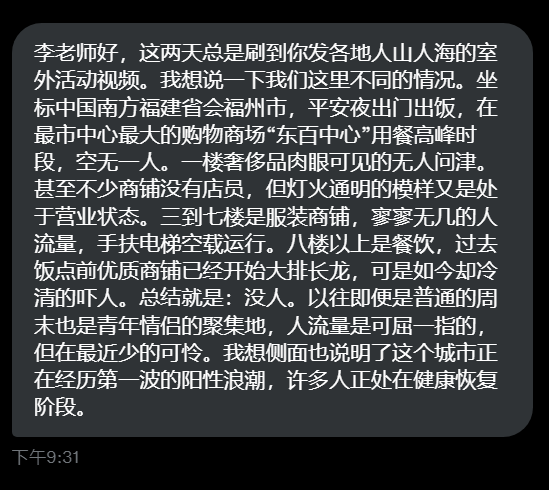 李老师好，这两天总是刷到你发各地人山人海的室
外活动视频。我想说一下我们这里不同的情况。坐
标中国南方福建省会福州市，平安夜出门出饭，在
最市中心最大的购物商场“东百中心”用餐高峰时
段，空无一人。一楼奢侈品肉眼可见的无人问津。
甚至不少商铺没有店员，但灯火通明的模样又是处
于营业状态。三到七楼是服装商铺，寥寥无几的人
流量，手扶电梯空载运行。八楼以上是餐饮，过去
饭点前优质商铺已经开始大排长龙，可是如今却冷
清的吓人。总结就是：没人。以往即便是普通的周
末也是青年情侣的聚集地，人流量是可屈一指的，
但在最近少的可怜。我想侧面也说明了这个城市正
在经历第一波的阳性浪潮，许多人正处在健康恢复
阶段。
下午9:31